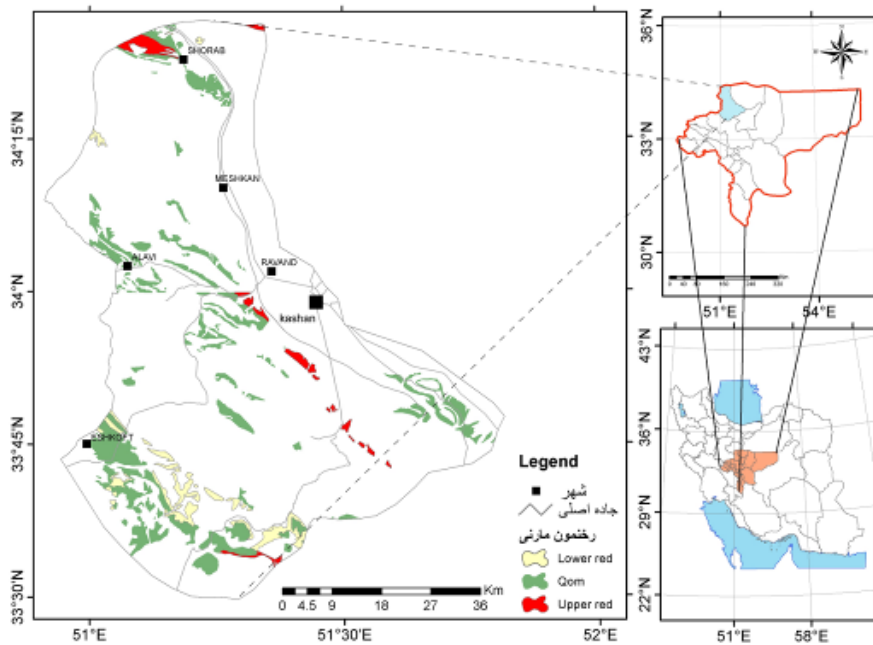 SHORAB
MESHKAN
ALAVI
RAVAND
kashan
ESHKOFT
34°15'N
34°0'N
33°45'N
33°30'N
51°E
51°30'E
52°E
Legend
شهر
جاده اصلی
رخنمون مارنی
Lower red
Qom
Upper red
Km
0 4.5 9 18 27 36
36°N
33°N
30°N
51°E
54°E
43°N
36°N
29°N
22°N
51°E
58°E